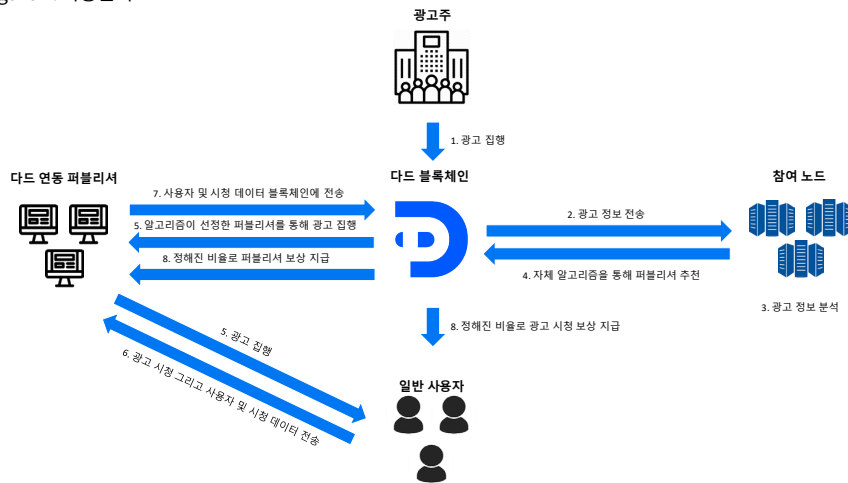 광고주
1. 광고 집행
다드 연동 퍼블리셔
다드 블록체인
참여 노드
7. 사용자 및 시청 데이터 블록체인에 전송
2. 광고 정보 전송
5. 알고리즘이 선정한 퍼블리셔를 통해 광고 집행
8. 정해진 비율로 퍼블리셔 보상 지급
4. 자체 알고리즘을 통해 퍼블리셔 추천
3. 광고 정보 분석
8. 정해진 비율로 광고 시청 보상 지급
5. 광고 집행
6. 광고 시청 그리고 사용자 및 시청 데이터 전송
일반 사용자